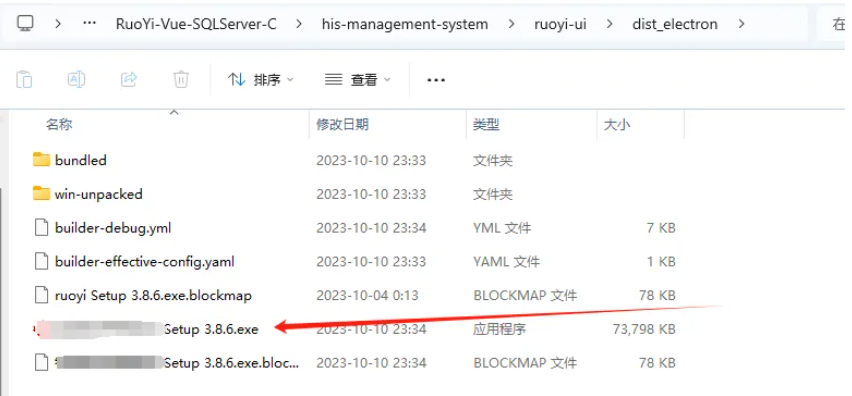 … RuoYi-Vue-SQLServer-C his-management-system ruoyi-ui dist_electron 在
排序 查看 …
名称 修改日期 类型 大小
bundled 2023-10-10 23:33 文件夹
win-unpacked 2023-10-10 23:33 文件夹
builder-debug.yml 2023-10-10 23:34 YML 文件 7 KB
builder-effective-config.yaml 2023-10-10 23:33 YAML 文件 1 KB
ruoyi Setup 3.8.6.exe.blockmap 2023-10-04 0:13 BLOCKMAP 文件 78 KB
Setup 3.8.6.exe 2023-10-10 23:34 应用程序 73,798 KB
Setup 3.8.6.exe.bloc... 2023-10-10 23:34 BLOCKMAP 文件 78 KB